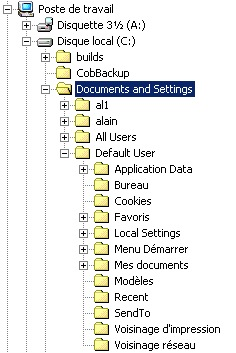 Poste de travail
Disquette 3½ (A:)
Disque local (C:)
builds
CobBackup
Documents and Settings
al1
alain
All Users
Default User
Application Data
Bureau
Cookies
Favoris
Local Settings
Menu Démarrer
Mes documents
Modèles
Recent
SendTo
Voisinage d'impression
Voisinage réseau